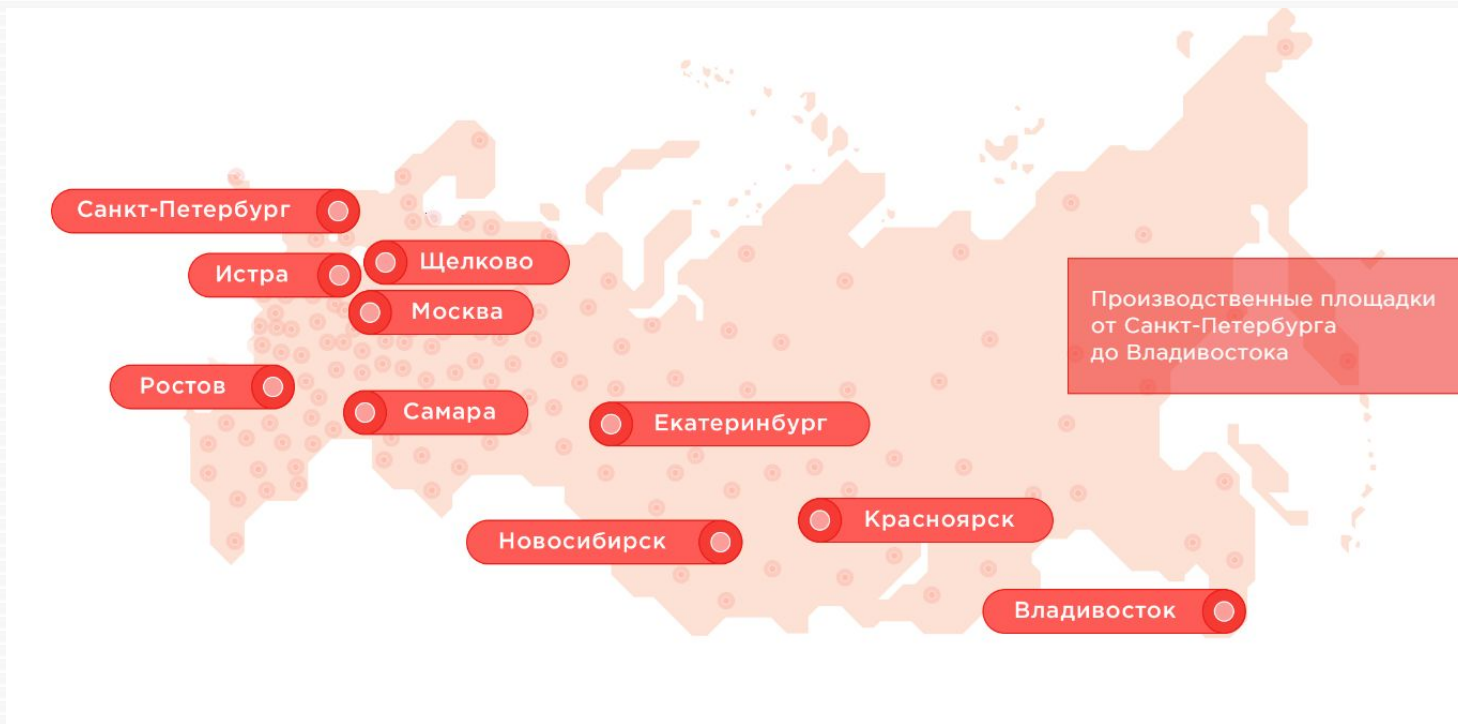 Санкт-Петербург
Щелково
Истра
Москва
Производственные площадки
от Санкт-Петербурга
до Владивостока
Ростов
Самара
Екатеринбург
Красноярск
Новосибирск
Владивосток